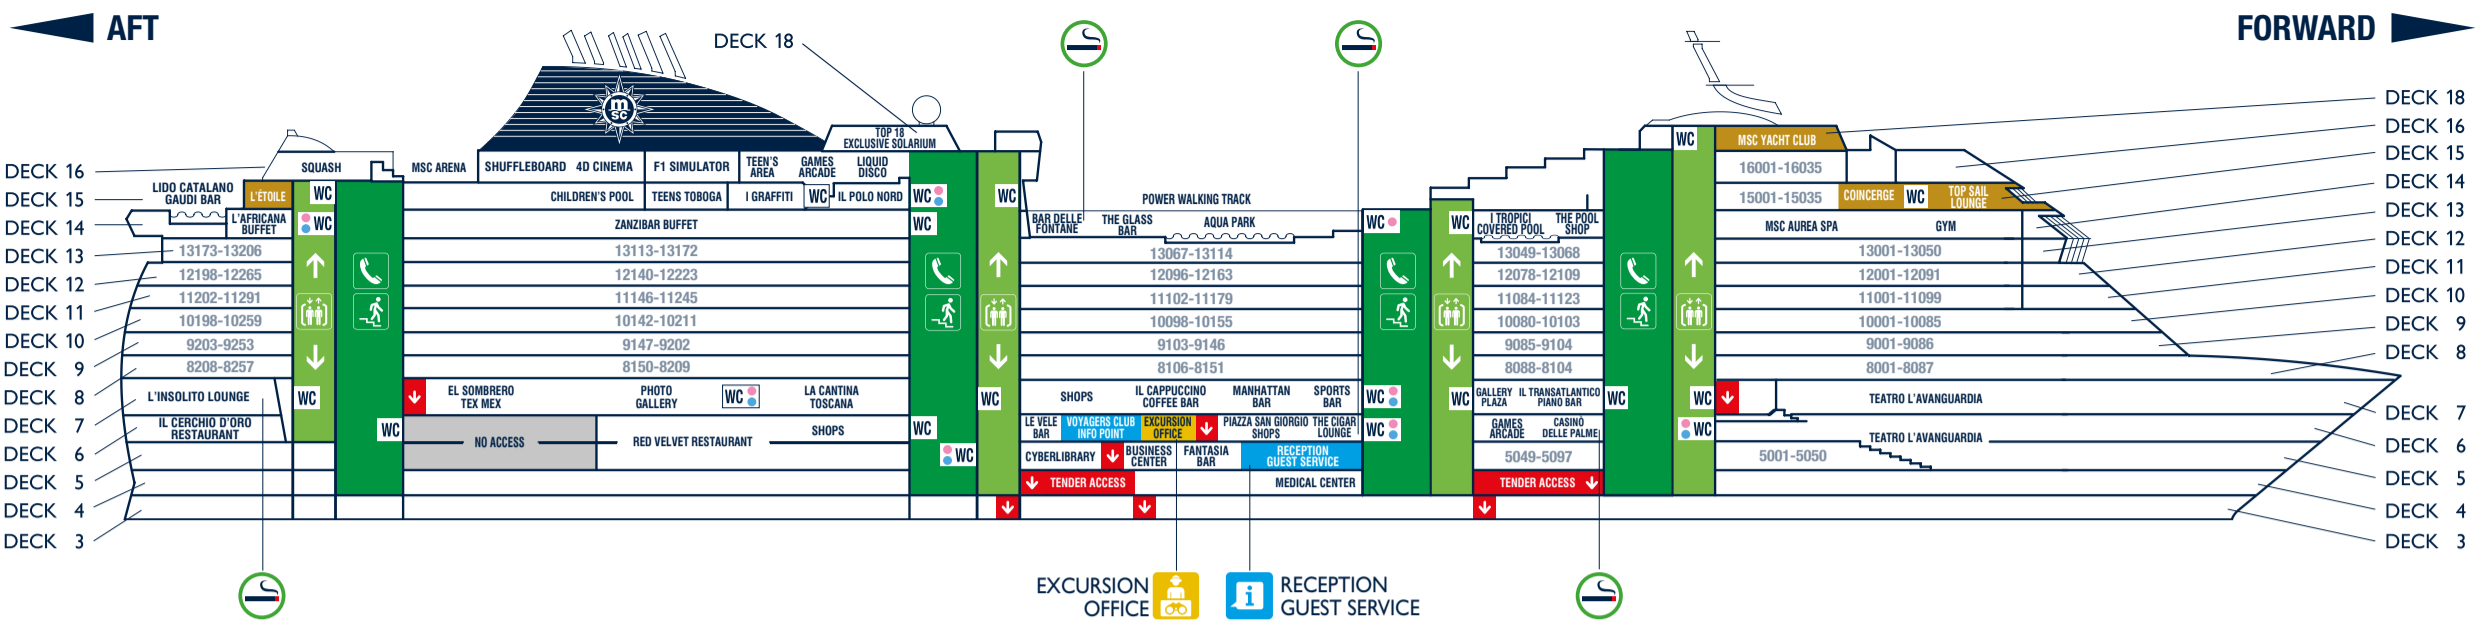 AFT
FORWARD
DECK 18
DECK 18
DECK 16
DECK 15
DECK 14
DECK 13
DECK 12
DECK 11
DECK 10
DECK 9
DECK 8
DECK 7
DECK 6
DECK 5
DECK 4
DECK 3
DECK 16
DECK 15
DECK 14
DECK 13
DECK 12
DECK 11
DECK 10
DECK 9
DECK 8
DECK 7
DECK 6
DECK 5
DECK 4
DECK 3
m
SC
TOP 18
EXCLUSIVE SOLARIUM
WC
MSC YACHT CLUB
SQUASH
MSC ARENA
SHUFFLEBOARD
4D CINEMA
F1 SIMULATOR
TEEN'S
AREA
GAMES
ARCADE
LIQUID
DISCO
16001-16035
LIDO CATALANO
GAUDI BAR
L'ÉTOILE
WC
CHILDREN'S POOL
TEENS TOBOGA
I GRAFFITI
WC
IL POLO NORD
WC
WC
POWER WALKING TRACK
15001-15035
COINCERGE
WC
TOP SAIL
LOUNGE
L'AFRICANA
BUFFET
WC
ZANZIBAR BUFFET
WC
BAR DELLE
FONTANE
THE GLASS
BAR
AQUA PARK
WC
WC
I TROPICI
COVERED POOL
THE POOL
SHOP
MSC AUREA SPA
GYM
13173-13206
13113-13172
13067-13114
13049-13068
13001-13050
12198-12265
12140-12223
12096-12163
12078-12109
12001-12091
11202-11291
11146-11245
11102-11179
11084-11123
11001-11099
10198-10259
10142-10211
10098-10155
10080-10103
10001-10085
9203-9253
9147-9202
9103-9146
9085-9104
9001-9086
8208-8257
8150-8209
8106-8151
8088-8104
8001-8087
L'INSOLITO LOUNGE
WC
EL SOMBRERO
TEX MEX
PHOTO
GALLERY
WC
LA CANTINA
TOSCANA
WC
SHOPS
IL CAPPUCCINO
COFFEE BAR
MANHATTAN
BAR
SPORTS
BAR
WC
WC
GALLERY
PLAZA
IL TRANSATLANTICO
PIANO BAR
WC
WC
TEATRO L'AVANGUARDIA
IL CERCHIO D'ORO
RESTAURANT
WC
NO ACCESS
RED VELVET RESTAURANT
SHOPS
WC
LE VELE
BAR
VOYAGERS CLUB
INFO POINT
EXCURSION
OFFICE
PIAZZA SAN GIORGIO
SHOPS
THE CIGAR
LOUNGE
WC
GAMES
ARCADE
CASINÒ
DELLE PALME
WC
TEATRO L'AVANGUARDIA
WC
CYBERLIBRARY
BUSINESS
CENTER
FANTASIA
BAR
RECEPTION
GUEST SERVICE
5049-5097
5001-5050
TENDER ACCESS
MEDICAL CENTER
TENDER ACCESS
EXCURSION
OFFICE
i
RECEPTION
GUEST SERVICE